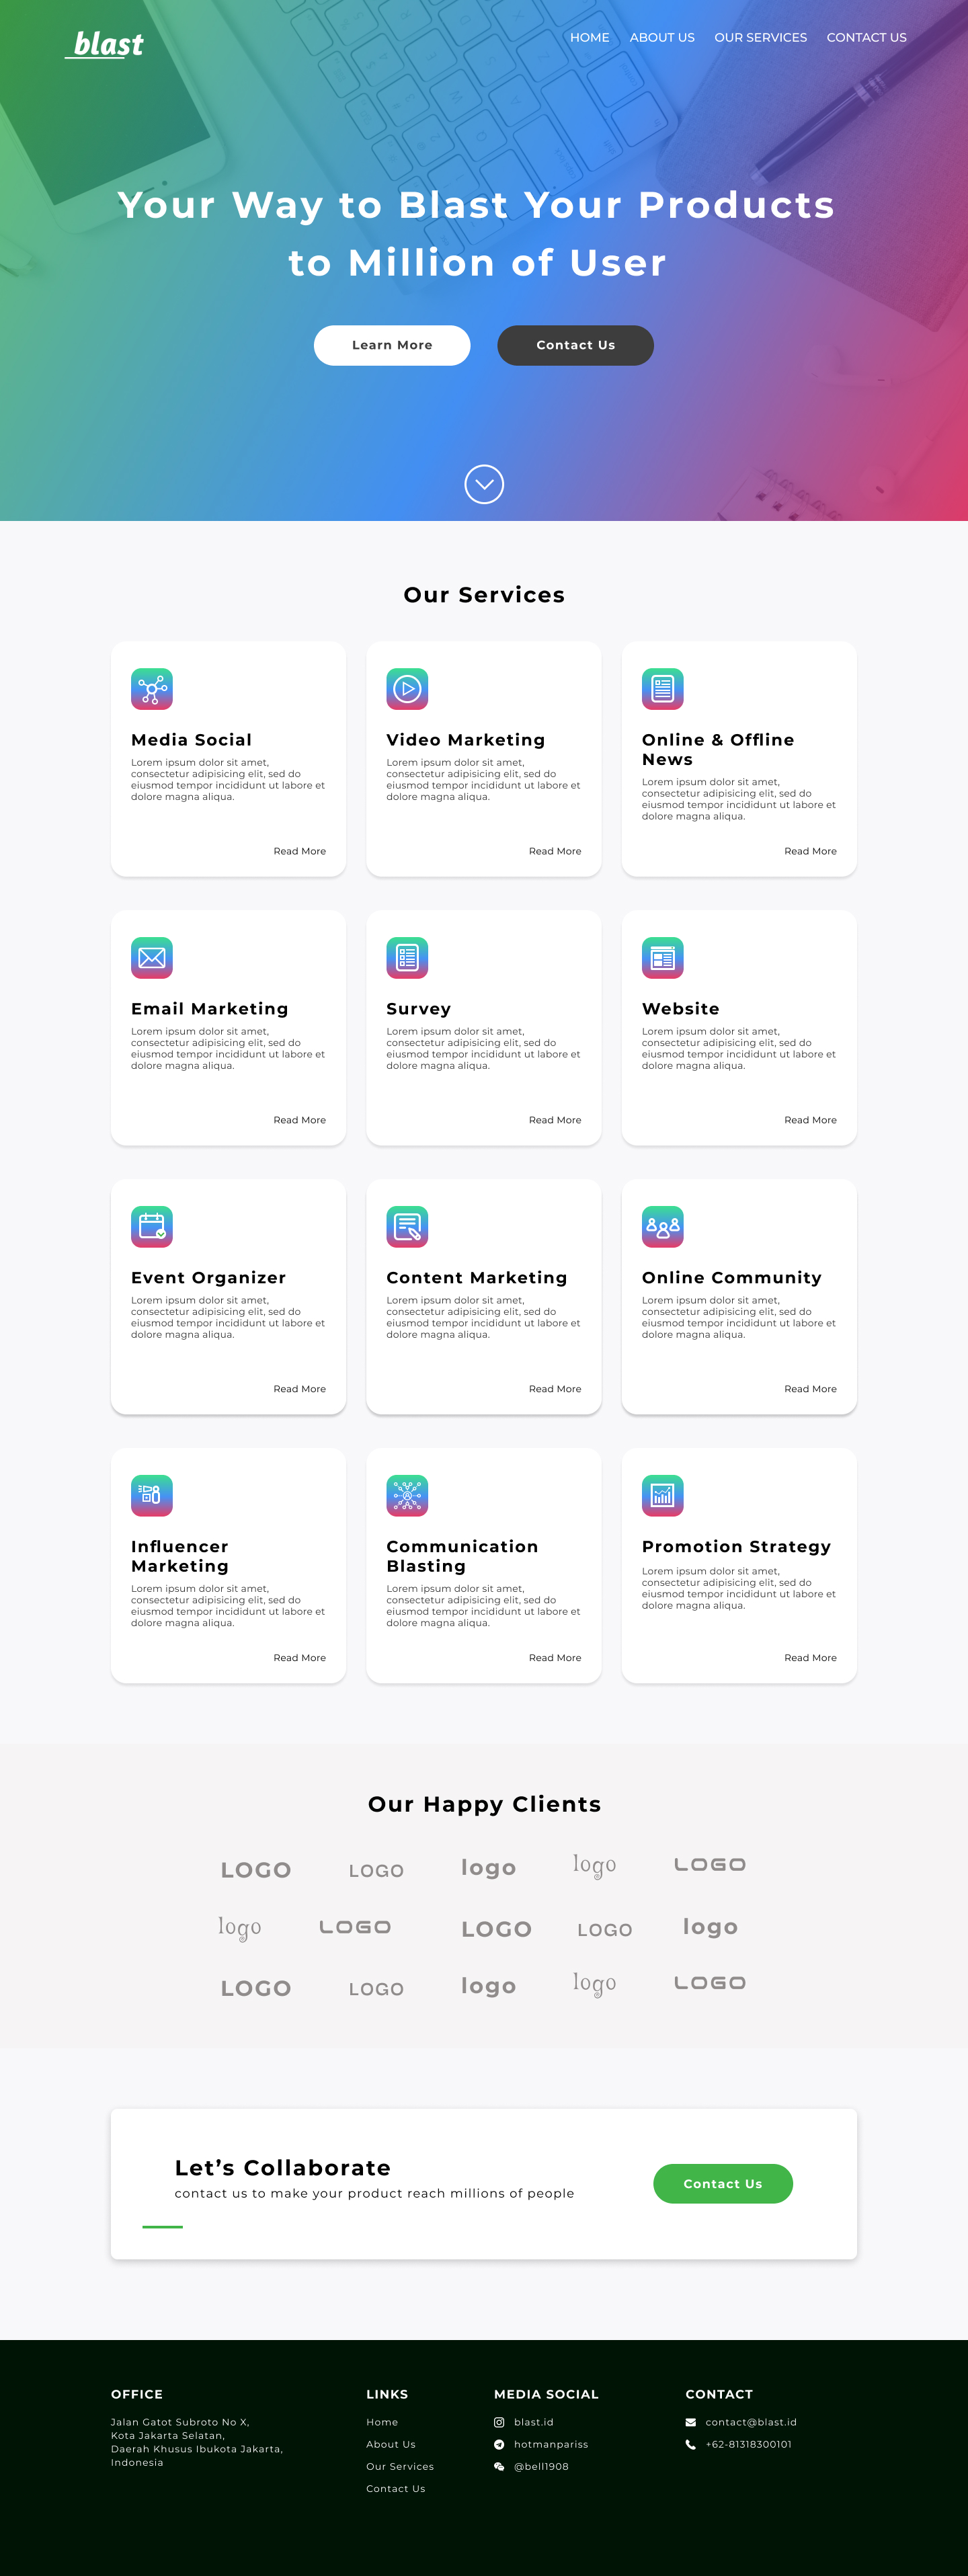 blast
HOME
ABOUT US
OUR SERVICES
CONTACT US
Your Way to Blast Your Products
to Million of User
Learn More
Contact Us
Our Services
Media Social
Lorem ipsum dolor sit amet,
consectetur adipisicing elit, sed do
eiusmod tempor incididunt ut labore et
dolore magna aliqua.
Read More
Video Marketing
Lorem ipsum dolor sit amet,
consectetur adipisicing elit, sed do
eiusmod tempor incididunt ut labore et
dolore magna aliqua.
Read More
Online & Offline
News
Lorem ipsum dolor sit amet,
consectetur adipisicing elit, sed do
eiusmod tempor incididunt ut labore et
dolore magna aliqua.
Read More
Email Marketing
Lorem ipsum dolor sit amet,
consectetur adipisicing elit, sed do
eiusmod tempor incididunt ut labore et
dolore magna aliqua.
Read More
Survey
Lorem ipsum dolor sit amet,
consectetur adipisicing elit, sed do
eiusmod tempor incididunt ut labore et
dolore magna aliqua.
Read More
Website
Lorem ipsum dolor sit amet,
consectetur adipisicing elit, sed do
eiusmod tempor incididunt ut labore et
dolore magna aliqua.
Read More
Event Organizer
Lorem ipsum dolor sit amet,
consectetur adipisicing elit, sed do
eiusmod tempor incididunt ut labore et
dolore magna aliqua.
Read More
Content Marketing
Lorem ipsum dolor sit amet,
consectetur adipisicing elit, sed do
eiusmod tempor incididunt ut labore et
dolore magna aliqua.
Read More
Online Community
Lorem ipsum dolor sit amet,
consectetur adipisicing elit, sed do
eiusmod tempor incididunt ut labore et
dolore magna aliqua.
Read More
Influencer
Marketing
Lorem ipsum dolor sit amet,
consectetur adipisicing elit, sed do
eiusmod tempor incididunt ut labore et
dolore magna aliqua.
Read More
Communication
Blasting
Lorem ipsum dolor sit amet,
consectetur adipisicing elit, sed do
eiusmod tempor incididunt ut labore et
dolore magna aliqua.
Read More
Promotion Strategy
Lorem ipsum dolor sit amet,
consectetur adipisicing elit, sed do
eiusmod tempor incididunt ut labore et
dolore magna aliqua.
Read More
Our Happy Clients
LOGO
LOGO
logo
logo
LOGO
logo
LOGO
LOGO
LOGO
logo
LOGO
LOGO
logo
logo
LOGO
Let’s Collaborate
contact us to make your product reach millions of people
Contact Us
OFFICE
Jalan Gatot Subroto No X,
Kota Jakarta Selatan,
Daerah Khusus Ibukota Jakarta,
Indonesia
LINKS
Home
About Us
Our Services
Contact Us
MEDIA SOCIAL
blast.id
hotmanpariss
@bell1908
CONTACT
contact@blast.id
+62-81318300101